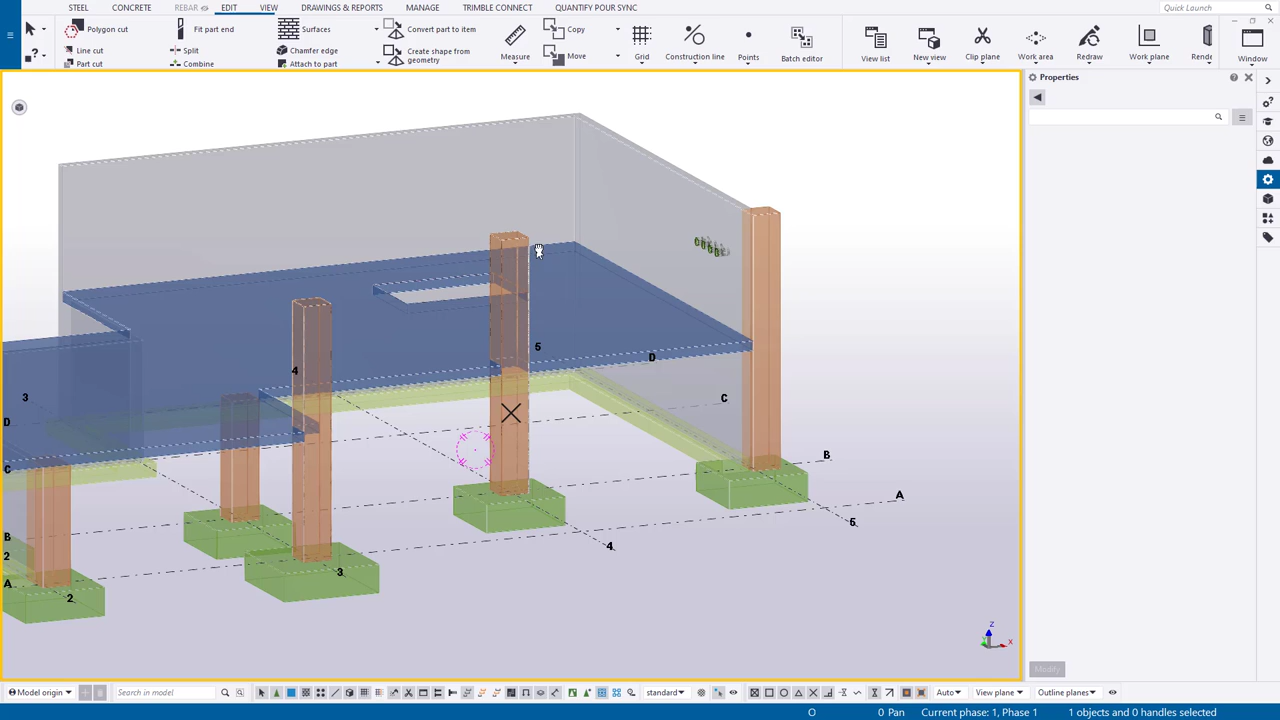 STEEL CONCRETE REBAR EDIT VIEW DRAWINGS & REPORTS MANAGE TRIMBLE CONNECT QUANTIFY POUR SYNC Quick Launch
Polygon cut Fit part end Surfaces Convert part to item Copy
Line cut Split Chamfer edge Create shape from geometry Measure Move Grid Construction line Points Batch editor View list New view Clip plane Work area Redraw Work plane Rende Window
Part cut Combine Attach to part
Properties
5
D
4
3
D
C
C
B
A
5
B
2
A
4
3
2
Z
X
Modify
Model origin Search in model standard Auto View plane Outline planes
O 0 Pan Current phase: 1, Phase 1 1 objects and 0 handles selected